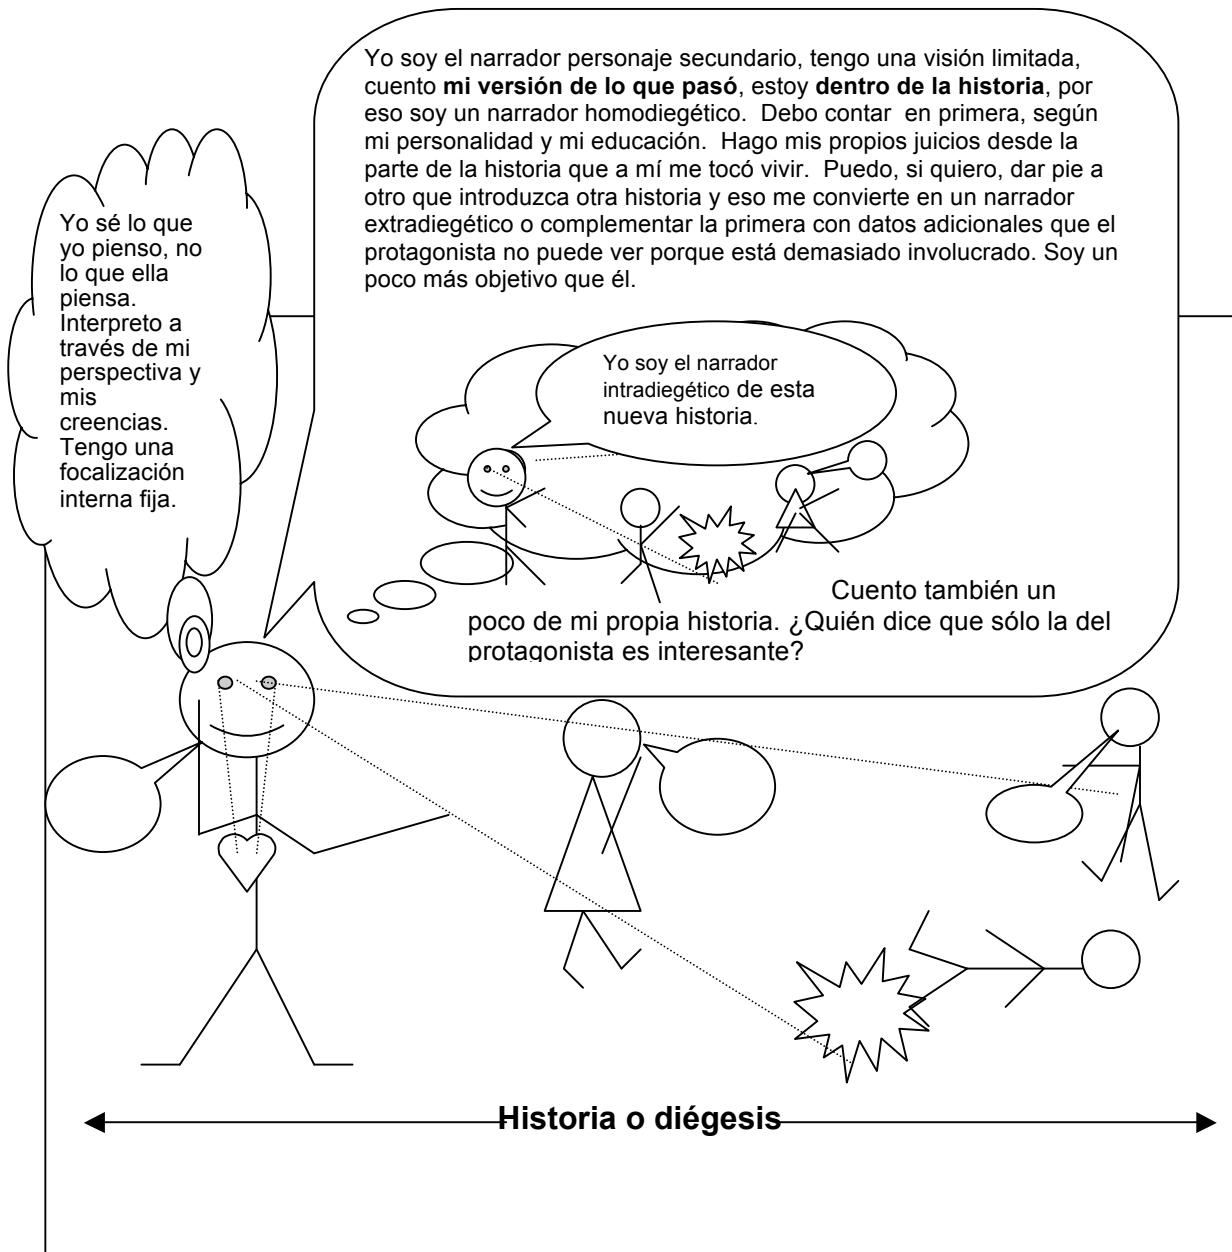 Yo soy el narrador personaje secundario, tengo una visión limitada,
cuento mi versión de lo que pasó, estoy dentro de la historia, por
eso soy un narrador homodiegético.  Debo contar  en primera, según
mi personalidad y mi educación.  Hago mis propios juicios desde la
parte de la historia que a mí me tocó vivir.  Puedo, si quiero, dar pie a
otro que introduzca otra historia y eso me convierte en un narrador
extradiegético o complementar la primera con datos adicionales que el
protagonista no puede ver porque está demasiado involucrado. Soy un
poco más objetivo que él.
Yo sé lo que
yo pienso, no
lo que ella
piensa.
Interpreto a
través de mi
perspectiva y
mis
creencias.
Tengo una
focalización
interna fija.
Yo soy el narrador
intradiegético de esta
nueva historia.
Cuento también un
poco de mi propia historia. ¿Quién dice que sólo la del
protagonista es interesante?
Historia o diégesis